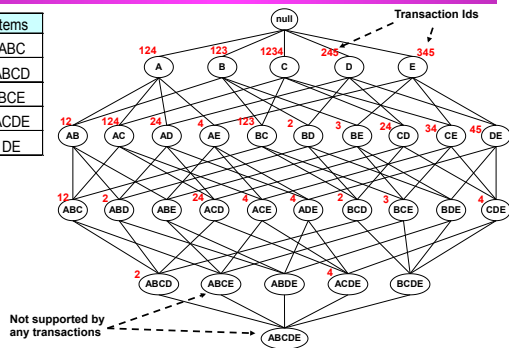 null
Transaction Ids
124
123
1234
245
345
A
B
C
D
E
tems
ABC
ABCD
BCE
ACDE
DE
12
124
24
4
123
2
3
24
34
45
AB
AC
AD
AE
BC
BD
BE
CD
CE
DE
12
2
24
4
4
2
3
4
ABC
ABD
ABE
ACD
ACE
ADE
BCD
BCE
BDE
CDE
2
4
ABCD
ABCE
ABDE
ACDE
BCDE
Not supported by
any transactions
ABCDE